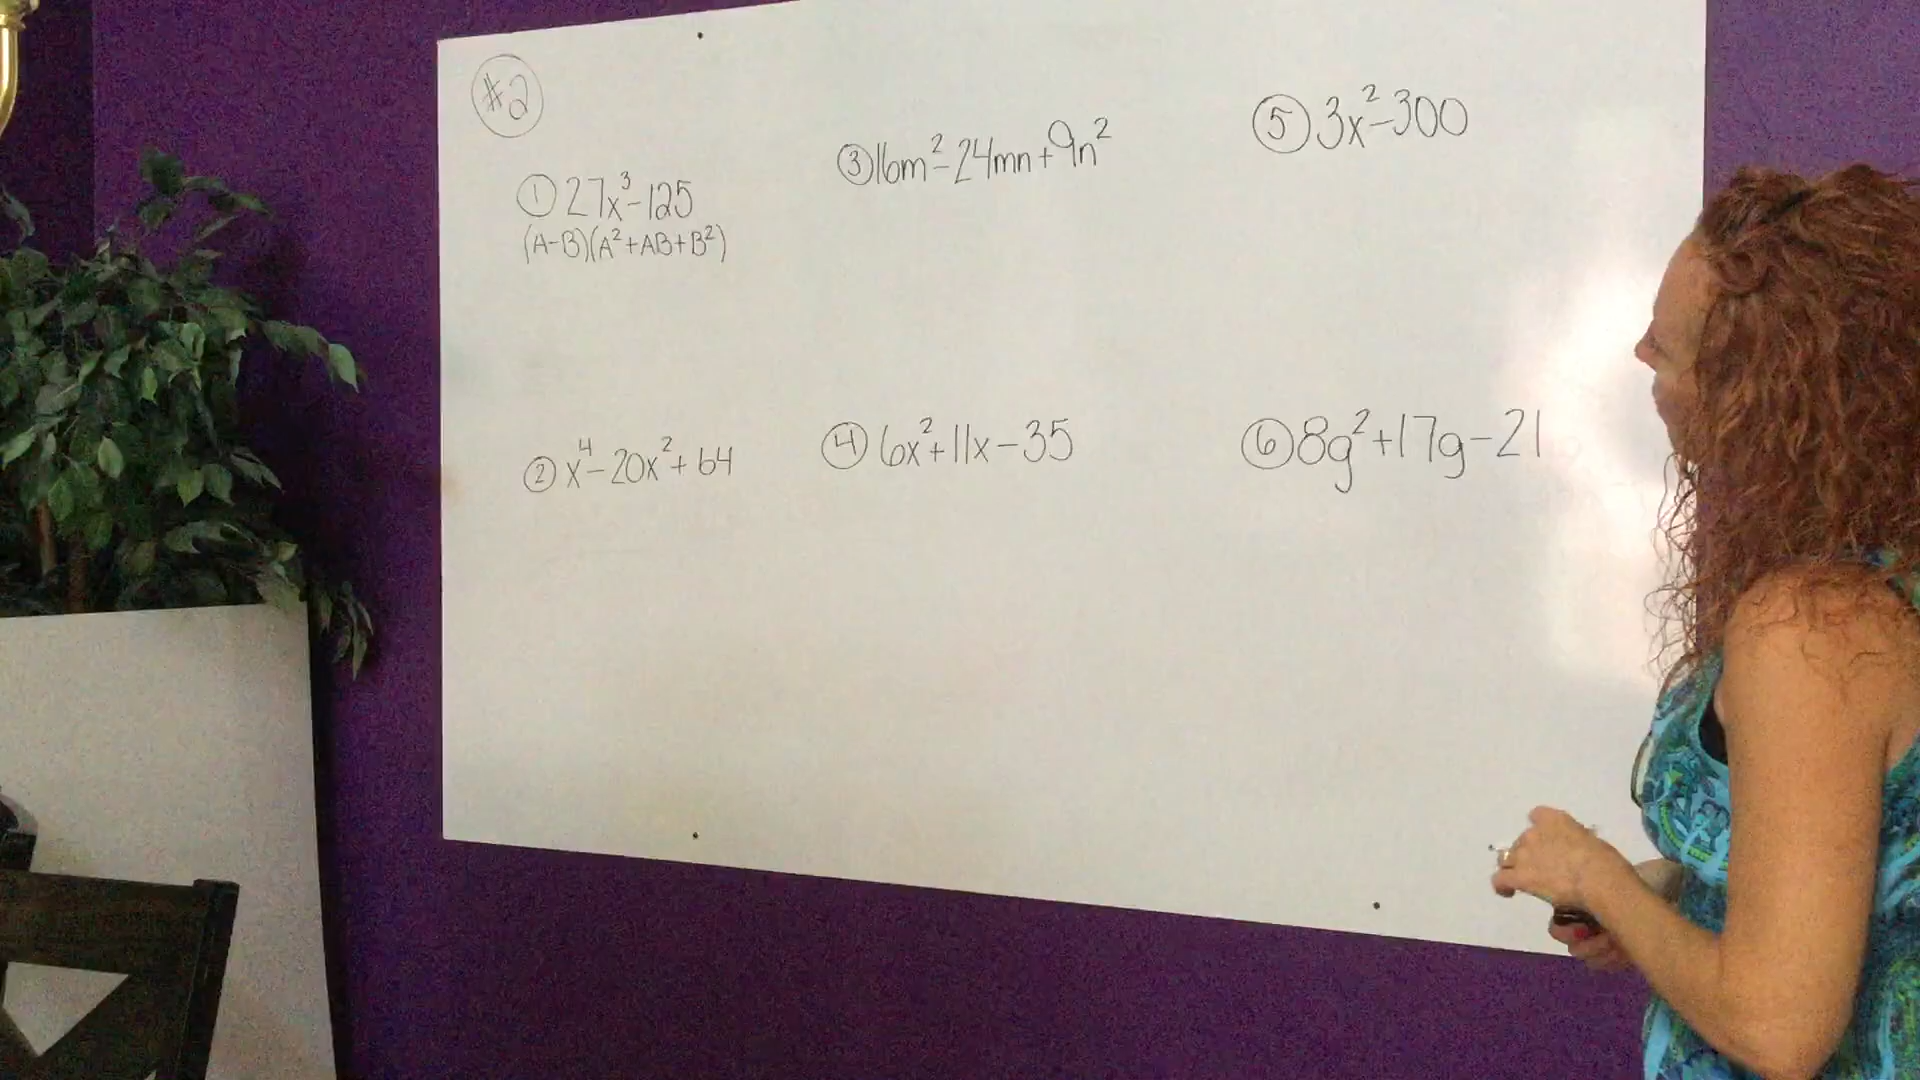 #2
① 27x³-125
(A-B)(A²+AB+B²)
② x⁴-20x²+64
③ 16m²-24mn+9n²
④ 6x²+11x-35
⑤ 3x²-300
⑥ 8g²+17g-21